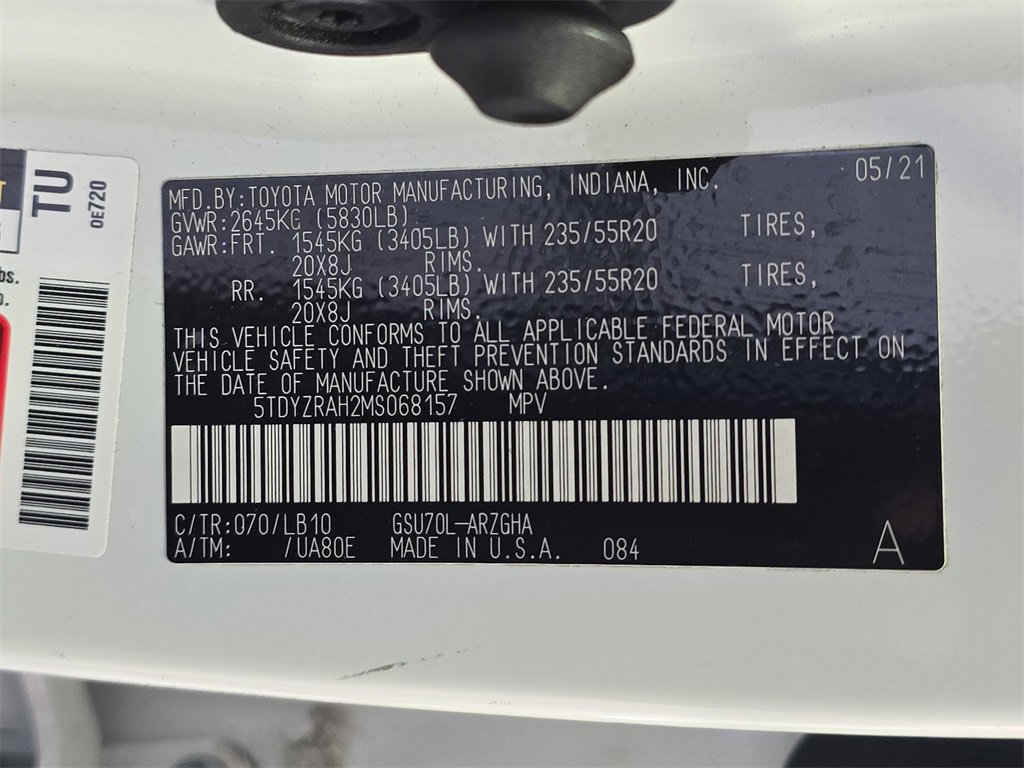 MFD.BY:TOYOTA MOTOR MANUFACTURING, INDIANA, INC. 05/21
GVWR:2645KG (5830LB)
GAWR:FRT. 1545KG (3405LB) WITH 235/55R20 TIRES,
20X8J RIMS.
RR. 1545KG (3405LB) WITH 235/55R20 TIRES,
20X8J RIMS.
THIS VEHICLE CONFORMS TO ALL APPLICABLE FEDERAL MOTOR
VEHICLE SAFETY AND THEFT PREVENTION STANDARDS IN EFFECT ON
THE DATE OF MANUFACTURE SHOWN ABOVE.
5TDYZRAH2MS068157 MPV
C/TR:070/LB10 GSU70L-ARZGHA
A/TM: /UA80E MADE IN U.S.A. 084 A
TU
0E720